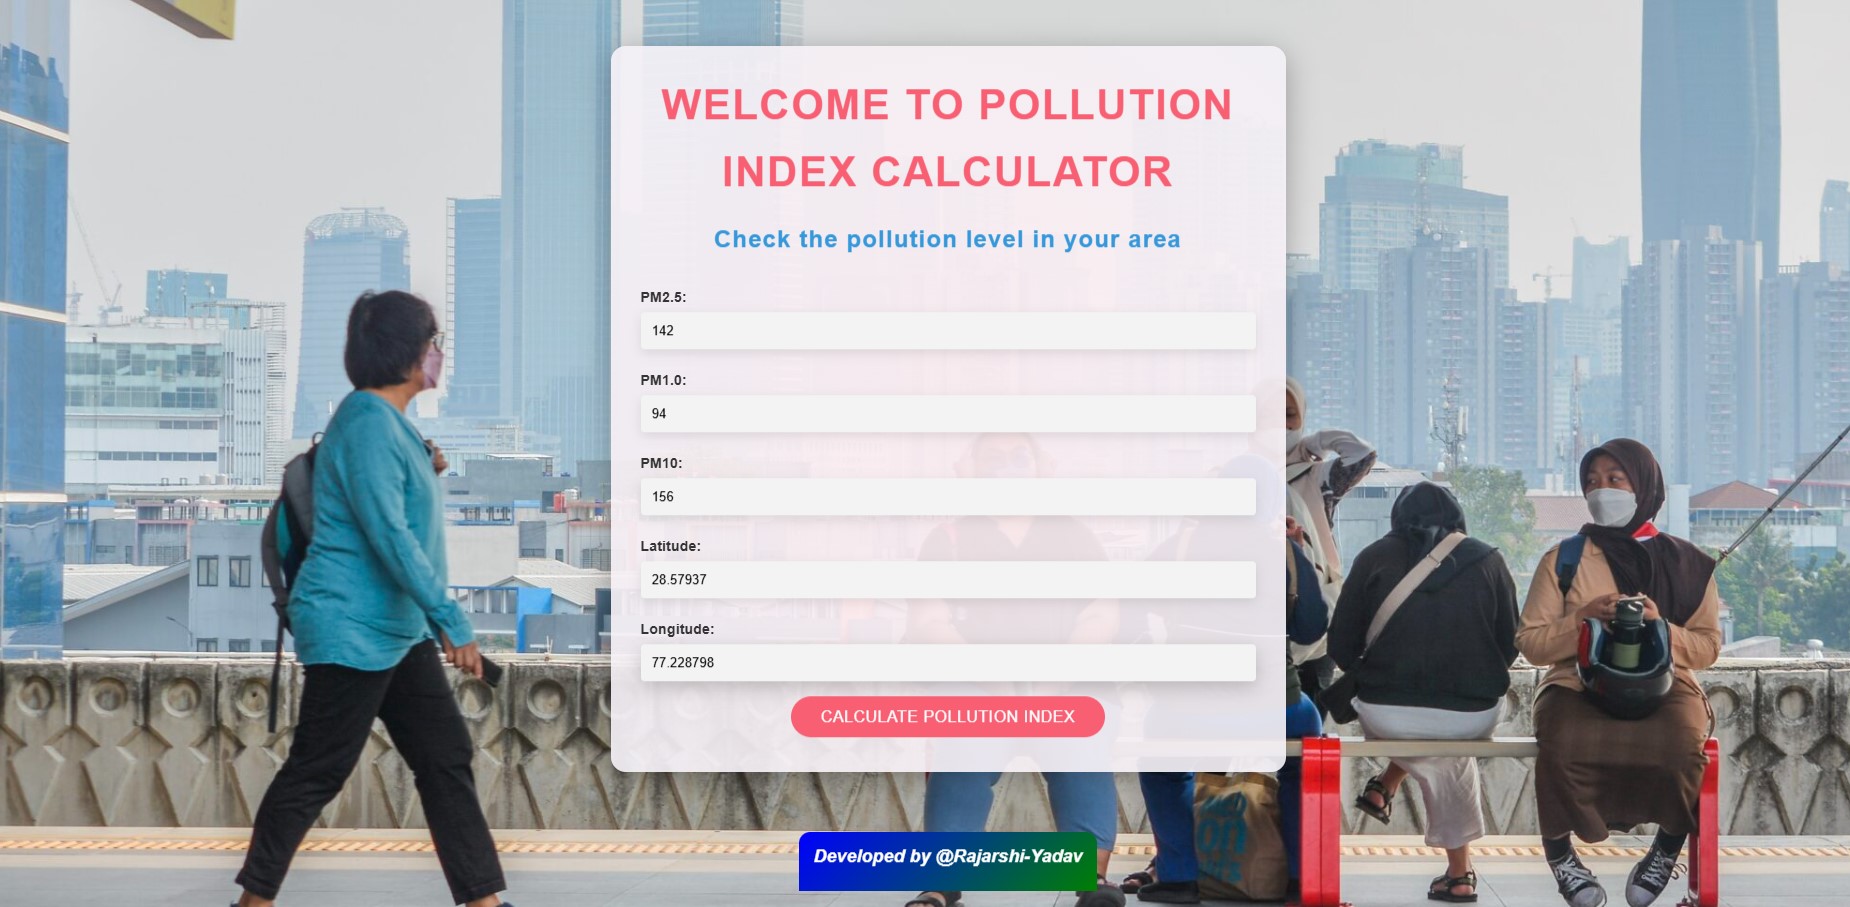 WELCOME TO POLLUTION
INDEX CALCULATOR
Check the pollution level in your area
PM2.5:
142
PM1.0:
94
PM10:
156
Latitude:
28.57937
Longitude:
77.228798
CALCULATE POLLUTION INDEX
Developed by @Rajarshi-Yadav